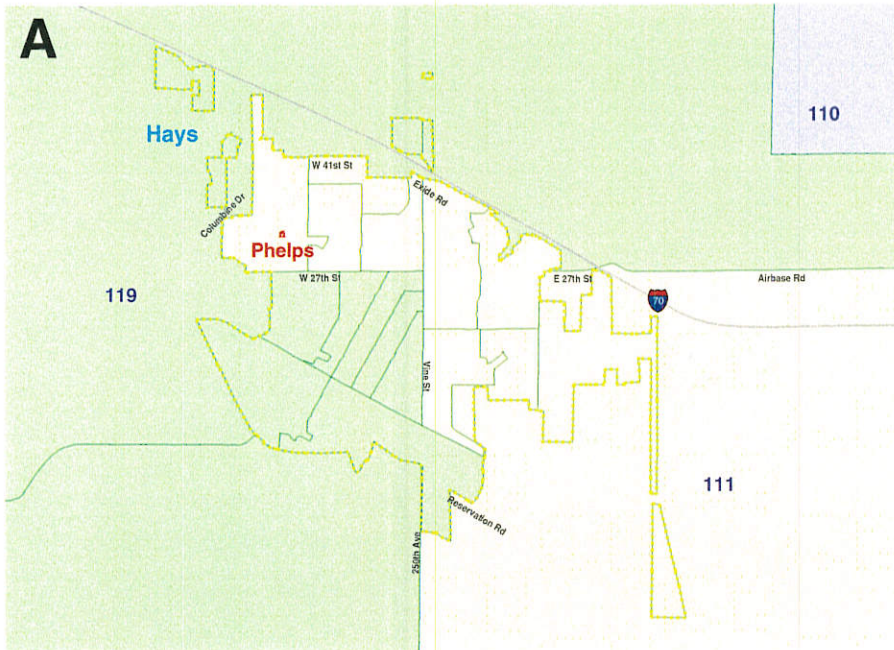 A
110
Hays
W 41st St
Exide Rd
Columbine Dr
Phelps
W 27th St
E 27th St
Airbase Rd
119
70
Vine St
111
Reservation Rd
250th Ave